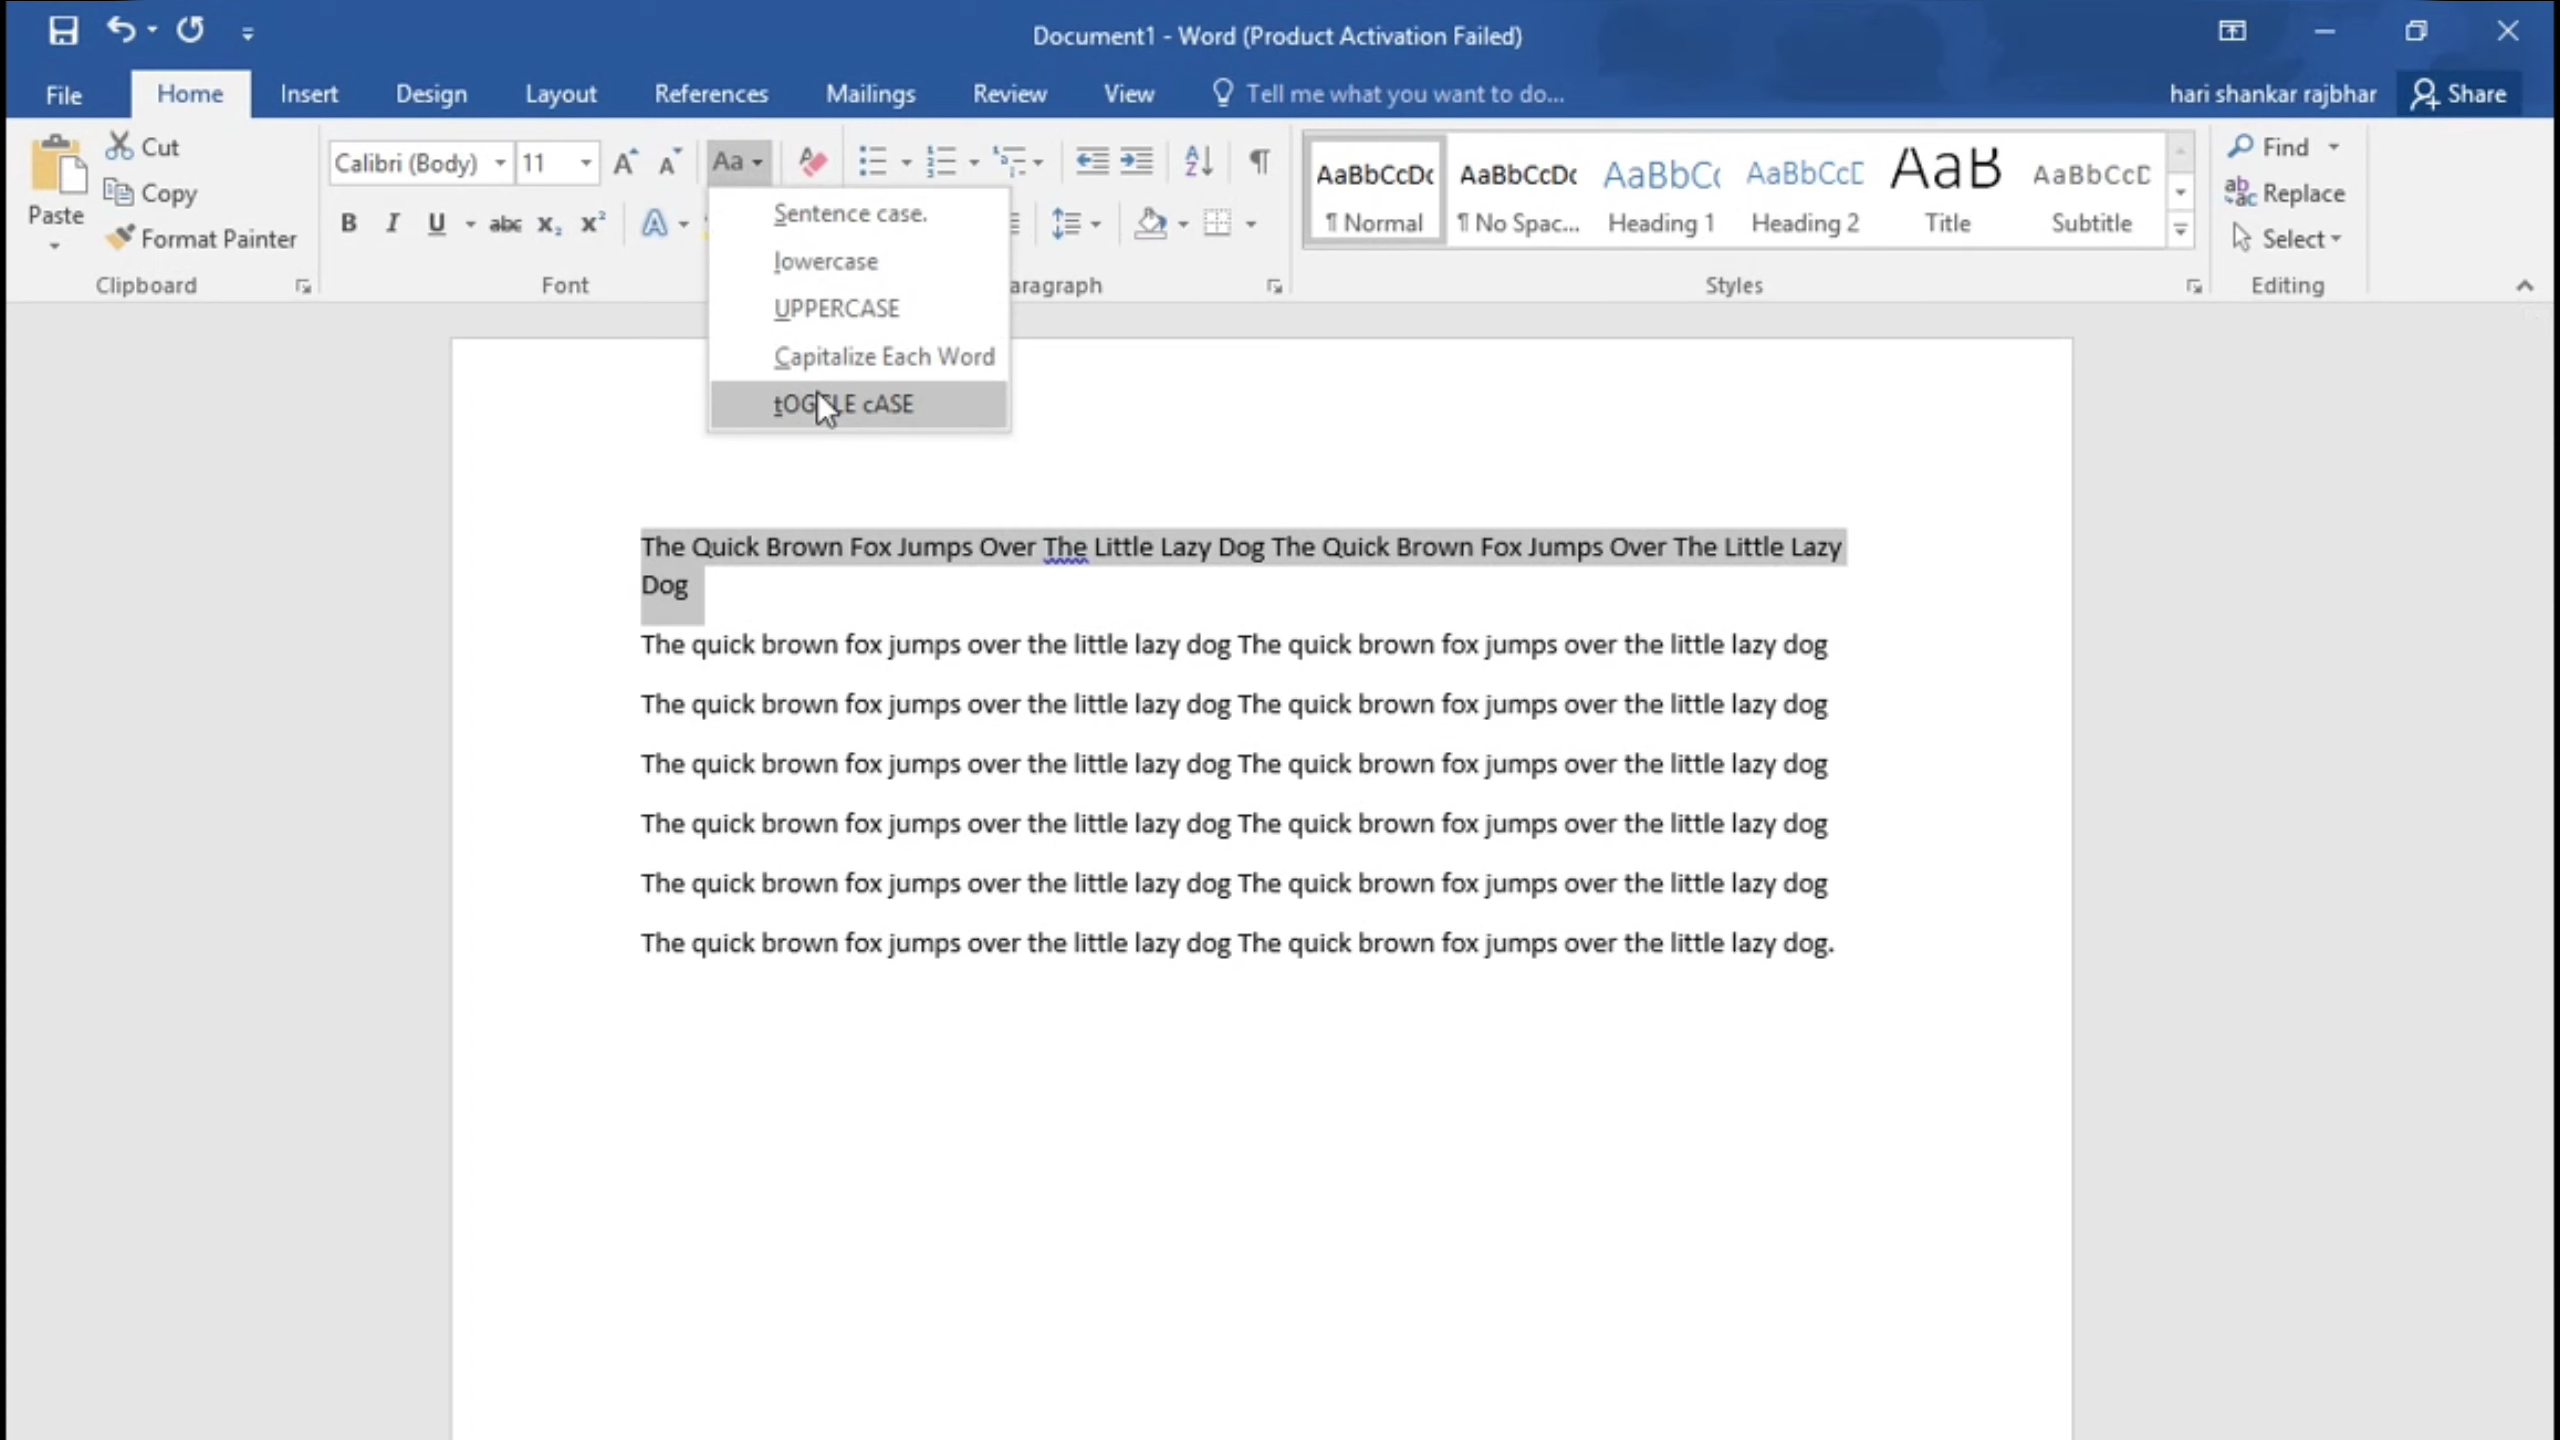 Document1 - Word (Product Activation Failed)
File Home Insert Design Layout References Mailings Review View Tell me what you want to do... hari shankar rajbhar Share
Paste
Cut
Copy
Format Painter
Clipboard
Calibri (Body) 11 Aa
B I U abc x₂ x²
Font
Sentence case.
lowercase
UPPERCASE
Capitalize Each Word
tOGGLE cASE
aragraph
AaBbCcDc AaBbCcDc AaBbC( AaBbCcD AaB AaBbCcD
¶ Normal ¶ No Spac... Heading 1 Heading 2 Title Subtitle
Styles
Find
Replace
Select
Editing
The Quick Brown Fox Jumps Over The Little Lazy Dog The Quick Brown Fox Jumps Over The Little Lazy
Dog
The quick brown fox jumps over the little lazy dog The quick brown fox jumps over the little lazy dog
The quick brown fox jumps over the little lazy dog The quick brown fox jumps over the little lazy dog
The quick brown fox jumps over the little lazy dog The quick brown fox jumps over the little lazy dog
The quick brown fox jumps over the little lazy dog The quick brown fox jumps over the little lazy dog
The quick brown fox jumps over the little lazy dog The quick brown fox jumps over the little lazy dog
The quick brown fox jumps over the little lazy dog The quick brown fox jumps over the little lazy dog.